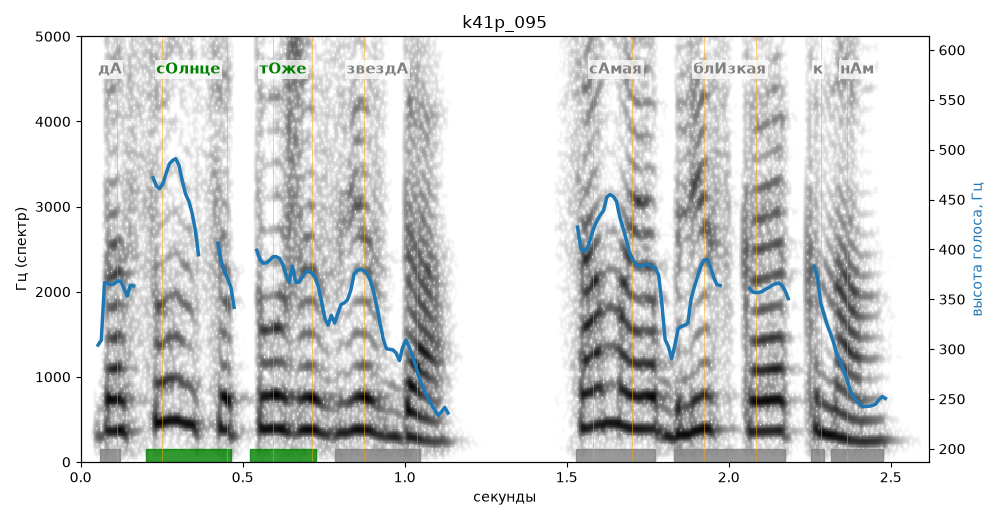 k41p_095
дА сОлнце тОже звездА сАмая блИзкая к нАм
5000
4000
3000
2000
1000
0
Гц (спектр)
600
550
500
450
400
350
300
250
200
высота голоса, Гц
0.0 0.5 1.0 1.5 2.0 2.5
секунды